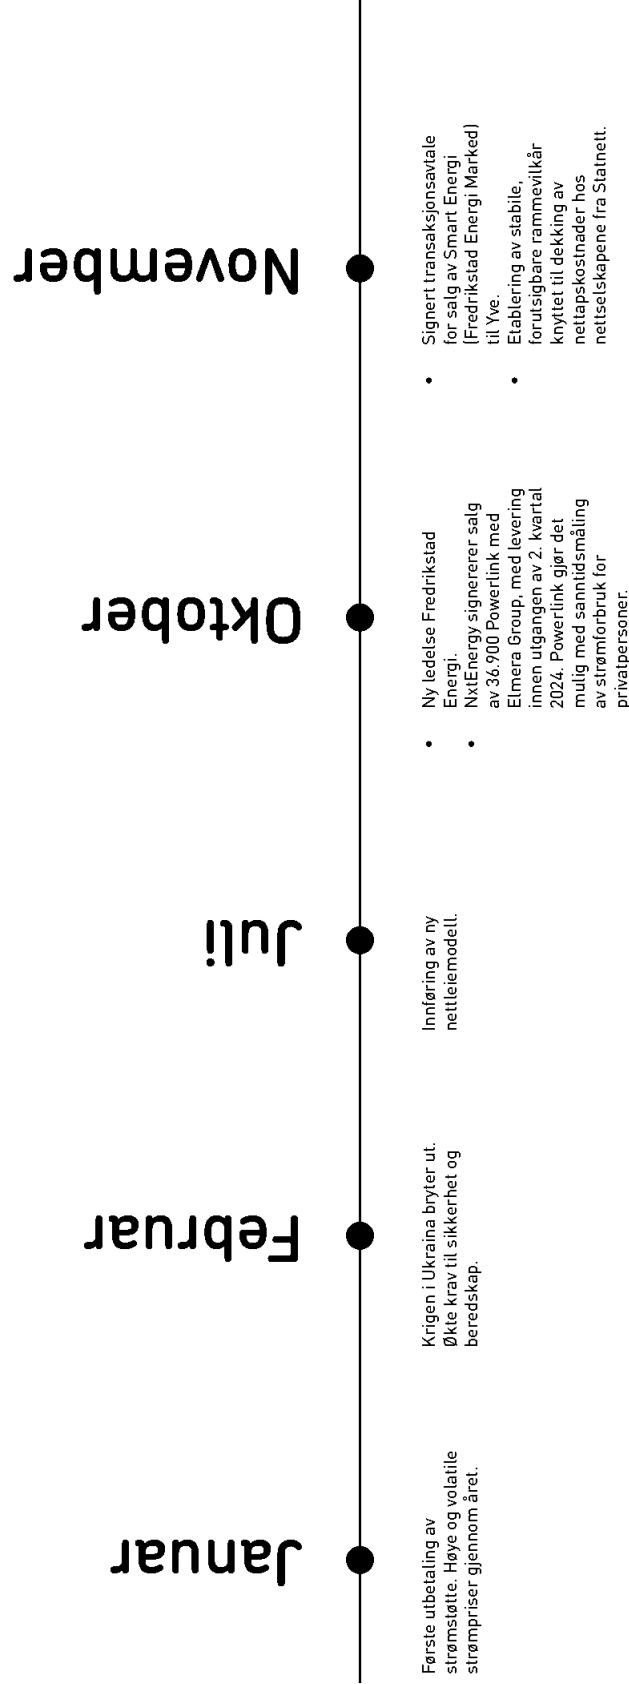 Januar
Første utbetaling av
strømstøtte. Høye og volatile
strømpriser gjennom året.
Februar
Krigen i Ukraina bryter ut.
Økte krav til sikkerhet og
beredskap.
Juli
Innføring av ny
nettleiemodell.
Oktober
• Ny ledelse Fredrikstad
Energi.
• NxtEnergy signererer salg
av 36.900 Powerlink med
Elmera Group, med levering
innen utgangen av 2. kvartal
2024. Powerlink gjør det
mulig med sanntidsmåling
av strømforbruk for
privatpersoner.
November
• Signert transaksjonsavtale
for salg av Smart Energi
(Fredrikstad Energi Marked)
til Yve.
• Etablering av stabile,
forutsigbare rammevilkår
knyttet til dekking av
nettapskostnader hos
nettselskapene fra Statnett.